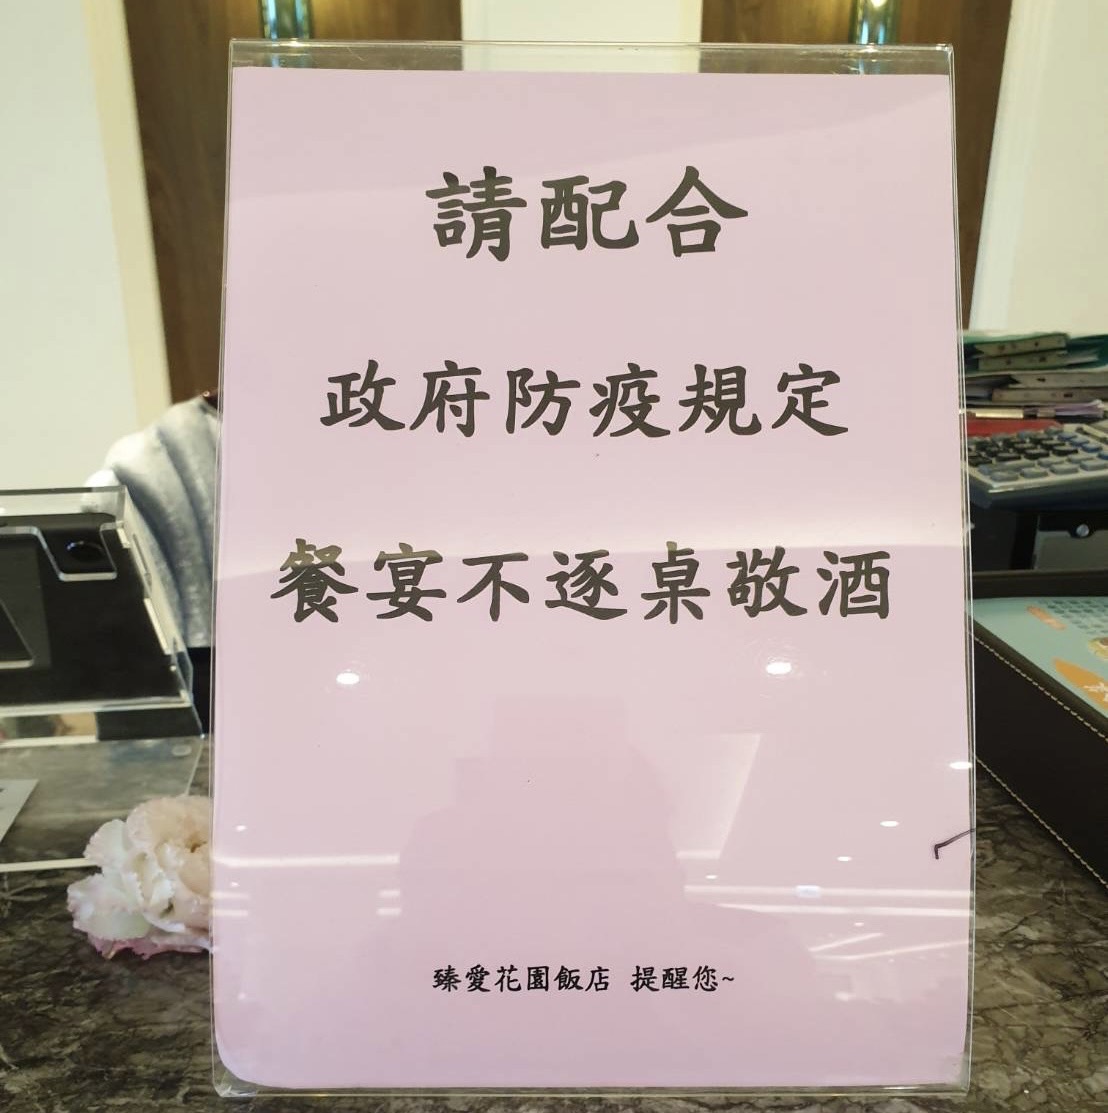 請配合
政府防疫規定
餐宴不逐桌敬酒
臻愛花園飯店 提醒您~